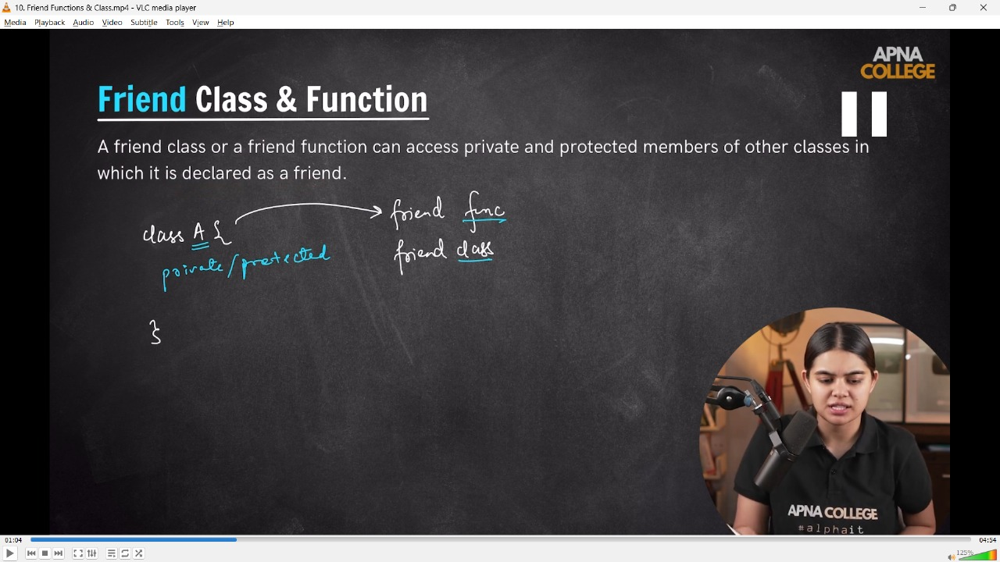 10. Friend Functions & Class.mp4 - VLC media player
Media Playback Audio Video Subtitle Tools View Help
APNA
COLLEGE
Friend Class & Function
A friend class or a friend function can access private and protected members of other classes in
which it is declared as a friend.
class A {
friend func
private/protected
friend class
}
APNA COLLEGE
#alphait
01:04
04:54
125%